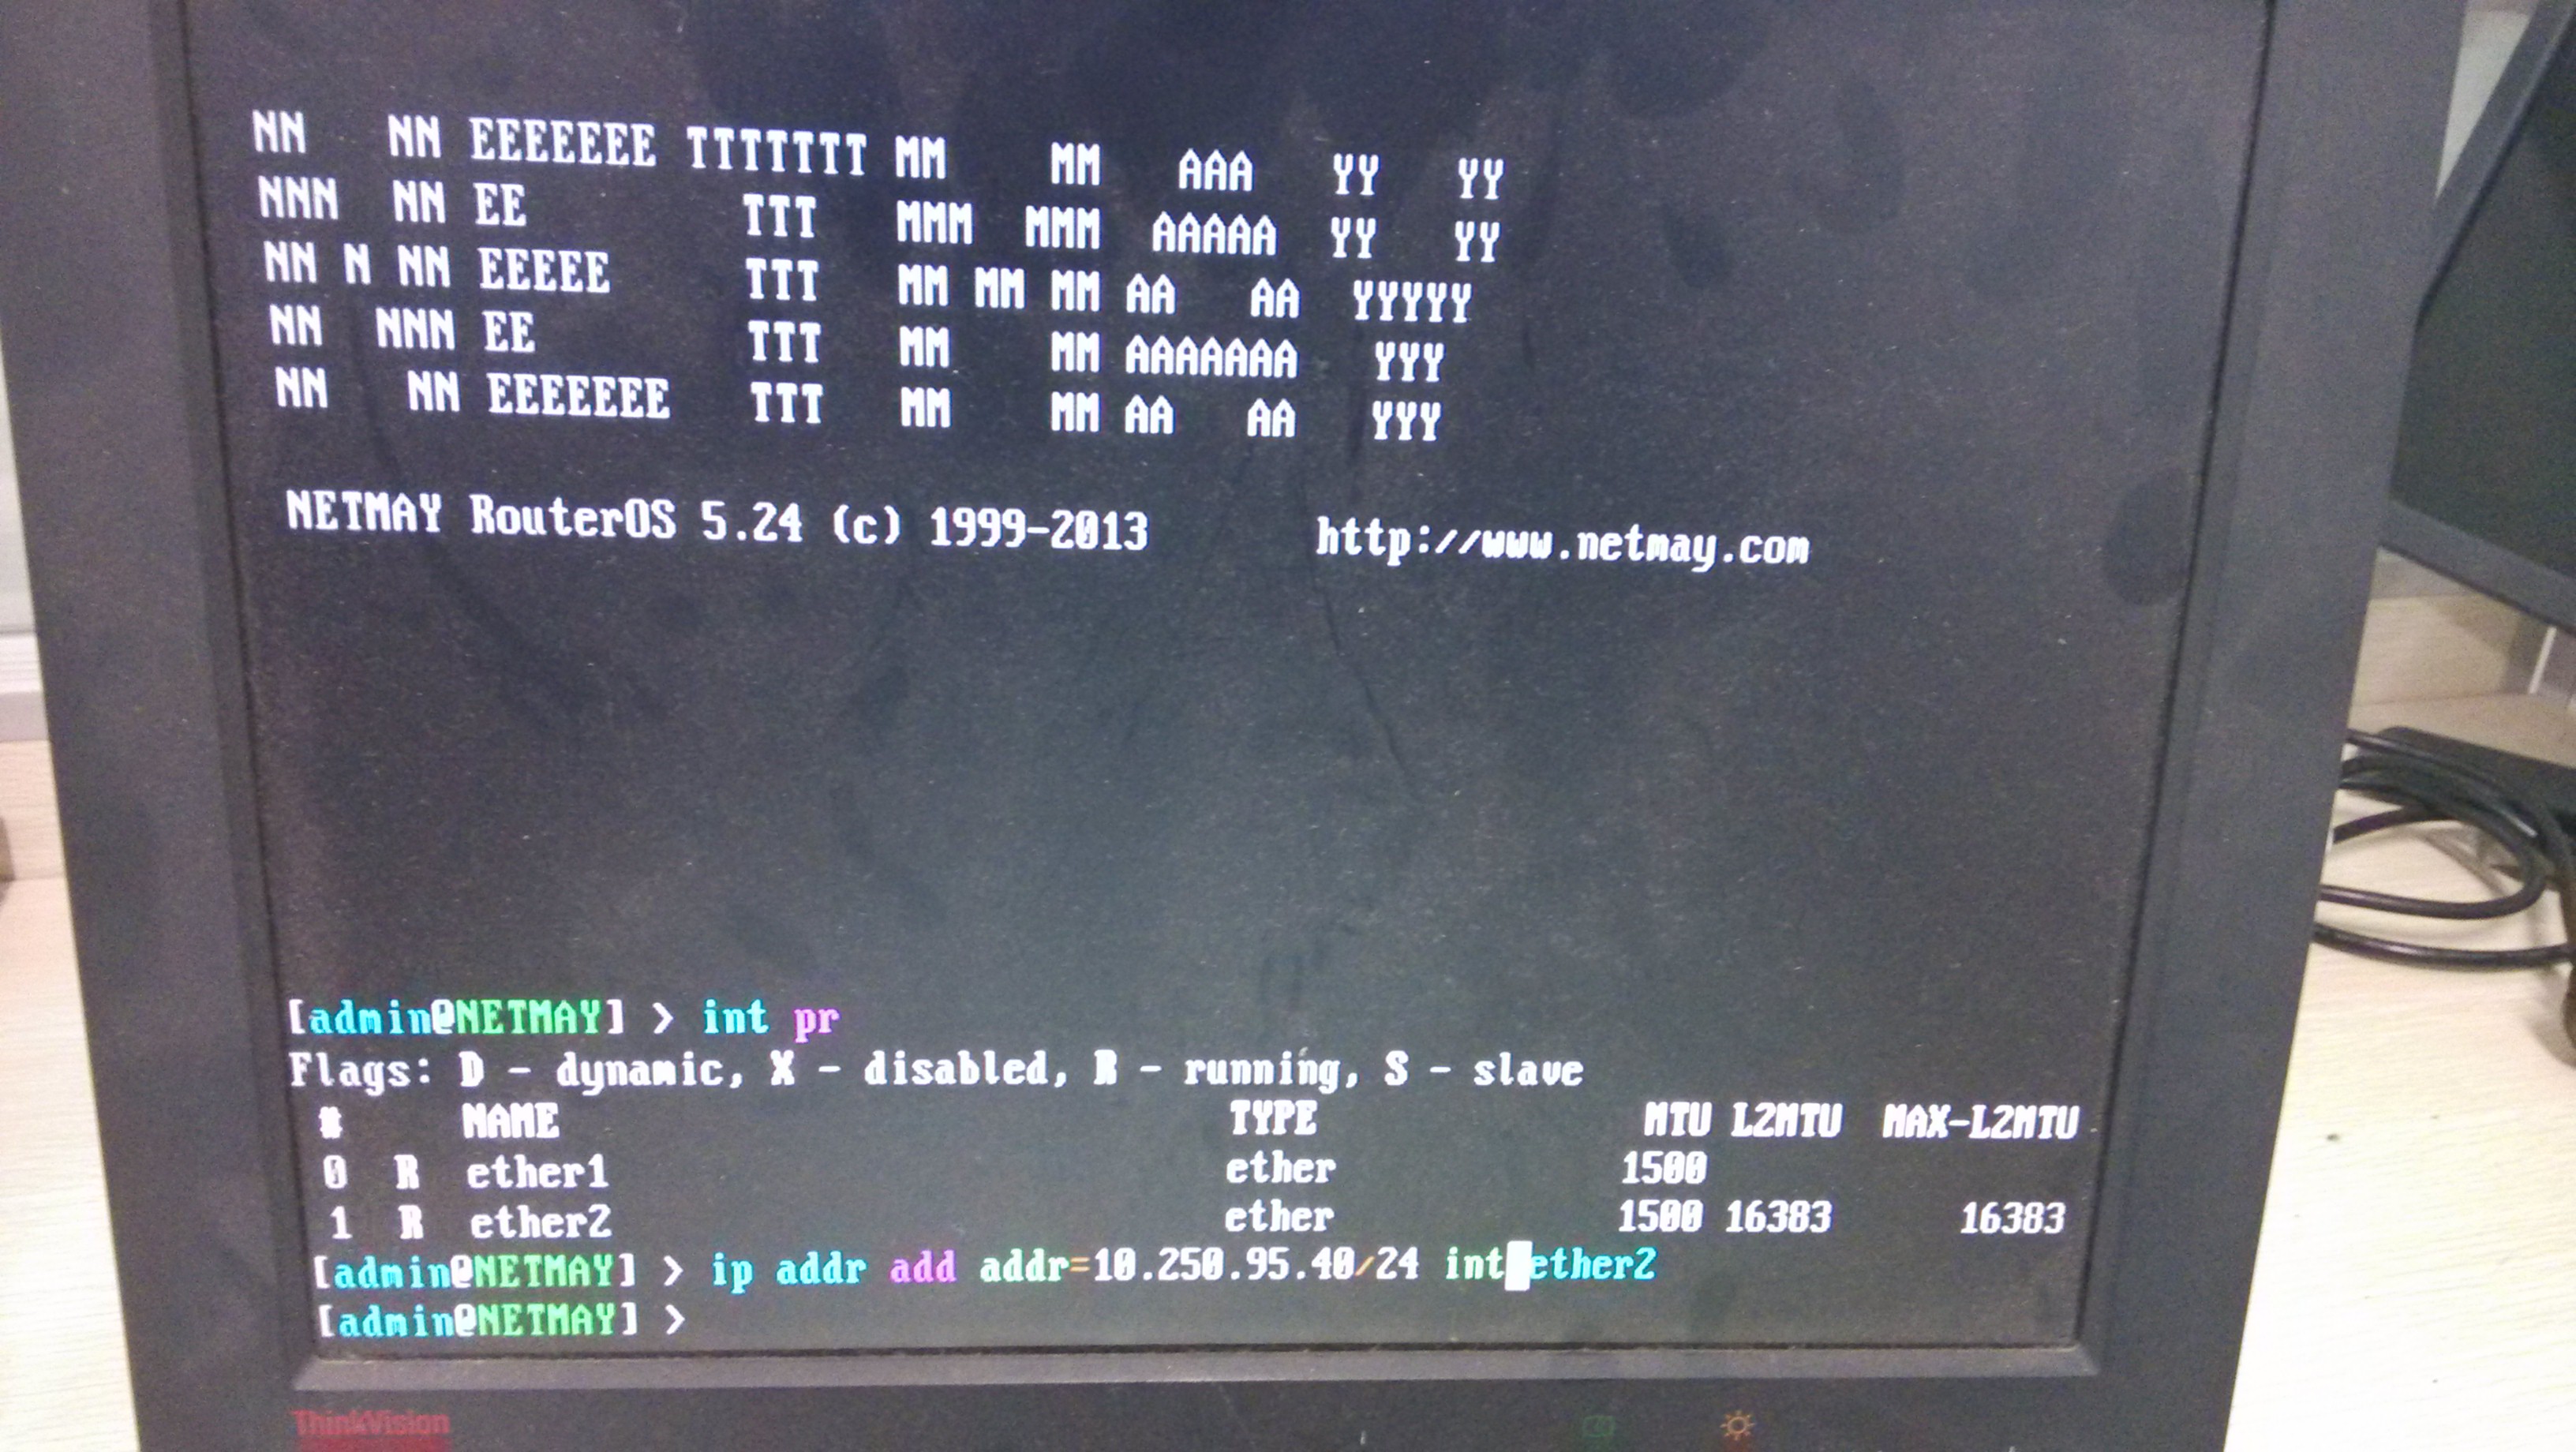 NN   NN EEEEEEE TTTTTTT MM     MM   AAA   YY   YY
NNN  NN EE        TTT   MMM  MMM  AAAAA  YY   YY
NN N NN EEEEE     TTT   MM MM MM AA   AA  YYYYY
NN  NNN EE        TTT   MM    MM AAAAAAA   YYY
NN   NN EEEEEEE   TTT   MM    MM AA   AA   YYY
NETMAY RouterOS 5.24 (c) 1999-2013       http://www.netmay.com
[admin@NETMAY] > int pr
Flags: D - dynamic, X - disabled, R - running, S - slave
#     NAME                         TYPE             MTU L2MTU  MAX-L2MTU
0  R  ether1                       ether           1500
1  R  ether2                       ether           1500 16383      16383
[admin@NETMAY] > ip addr add addr=10.250.95.40/24 int ether2
[admin@NETMAY] >
ThinkVision